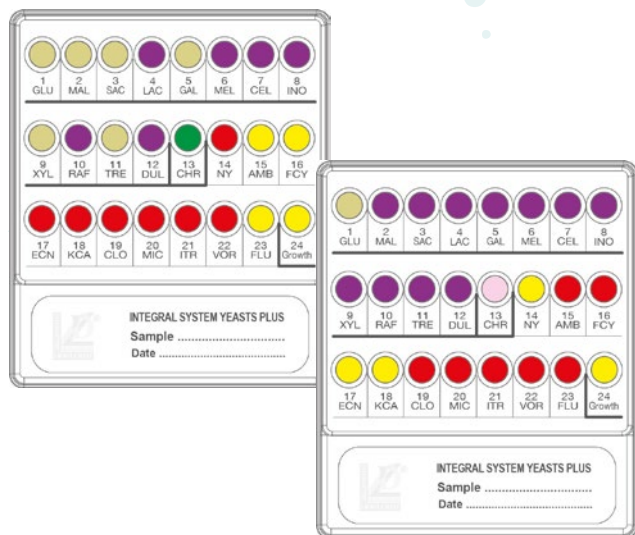 1 2 3 4 5 6 7 8
GLU MAL SAC LAC GAL MEL CEL INO
9 10 11 12 13 14 15 16
XYL RAF TRE DUL CHR NY AMB FCY
17 18 19 20 21 22 23 24
ECN KCA CLO MIC ITR VOR FLU Growth
INTEGRAL SYSTEM YEASTS PLUS
Sample ................................
Date ......................................
1 2 3 4 5 6 7 8
GLU MAL SAC LAC GAL MEL CEL INO
9 10 11 12 13 14 15 16
XYL RAF TRE DUL CHR NY AMB FCY
17 18 19 20 21 22 23 24
ECN KCA CLO MIC ITR VOR FLU Growth
INTEGRAL SYSTEM YEASTS PLUS
Sample ................................
Date ......................................